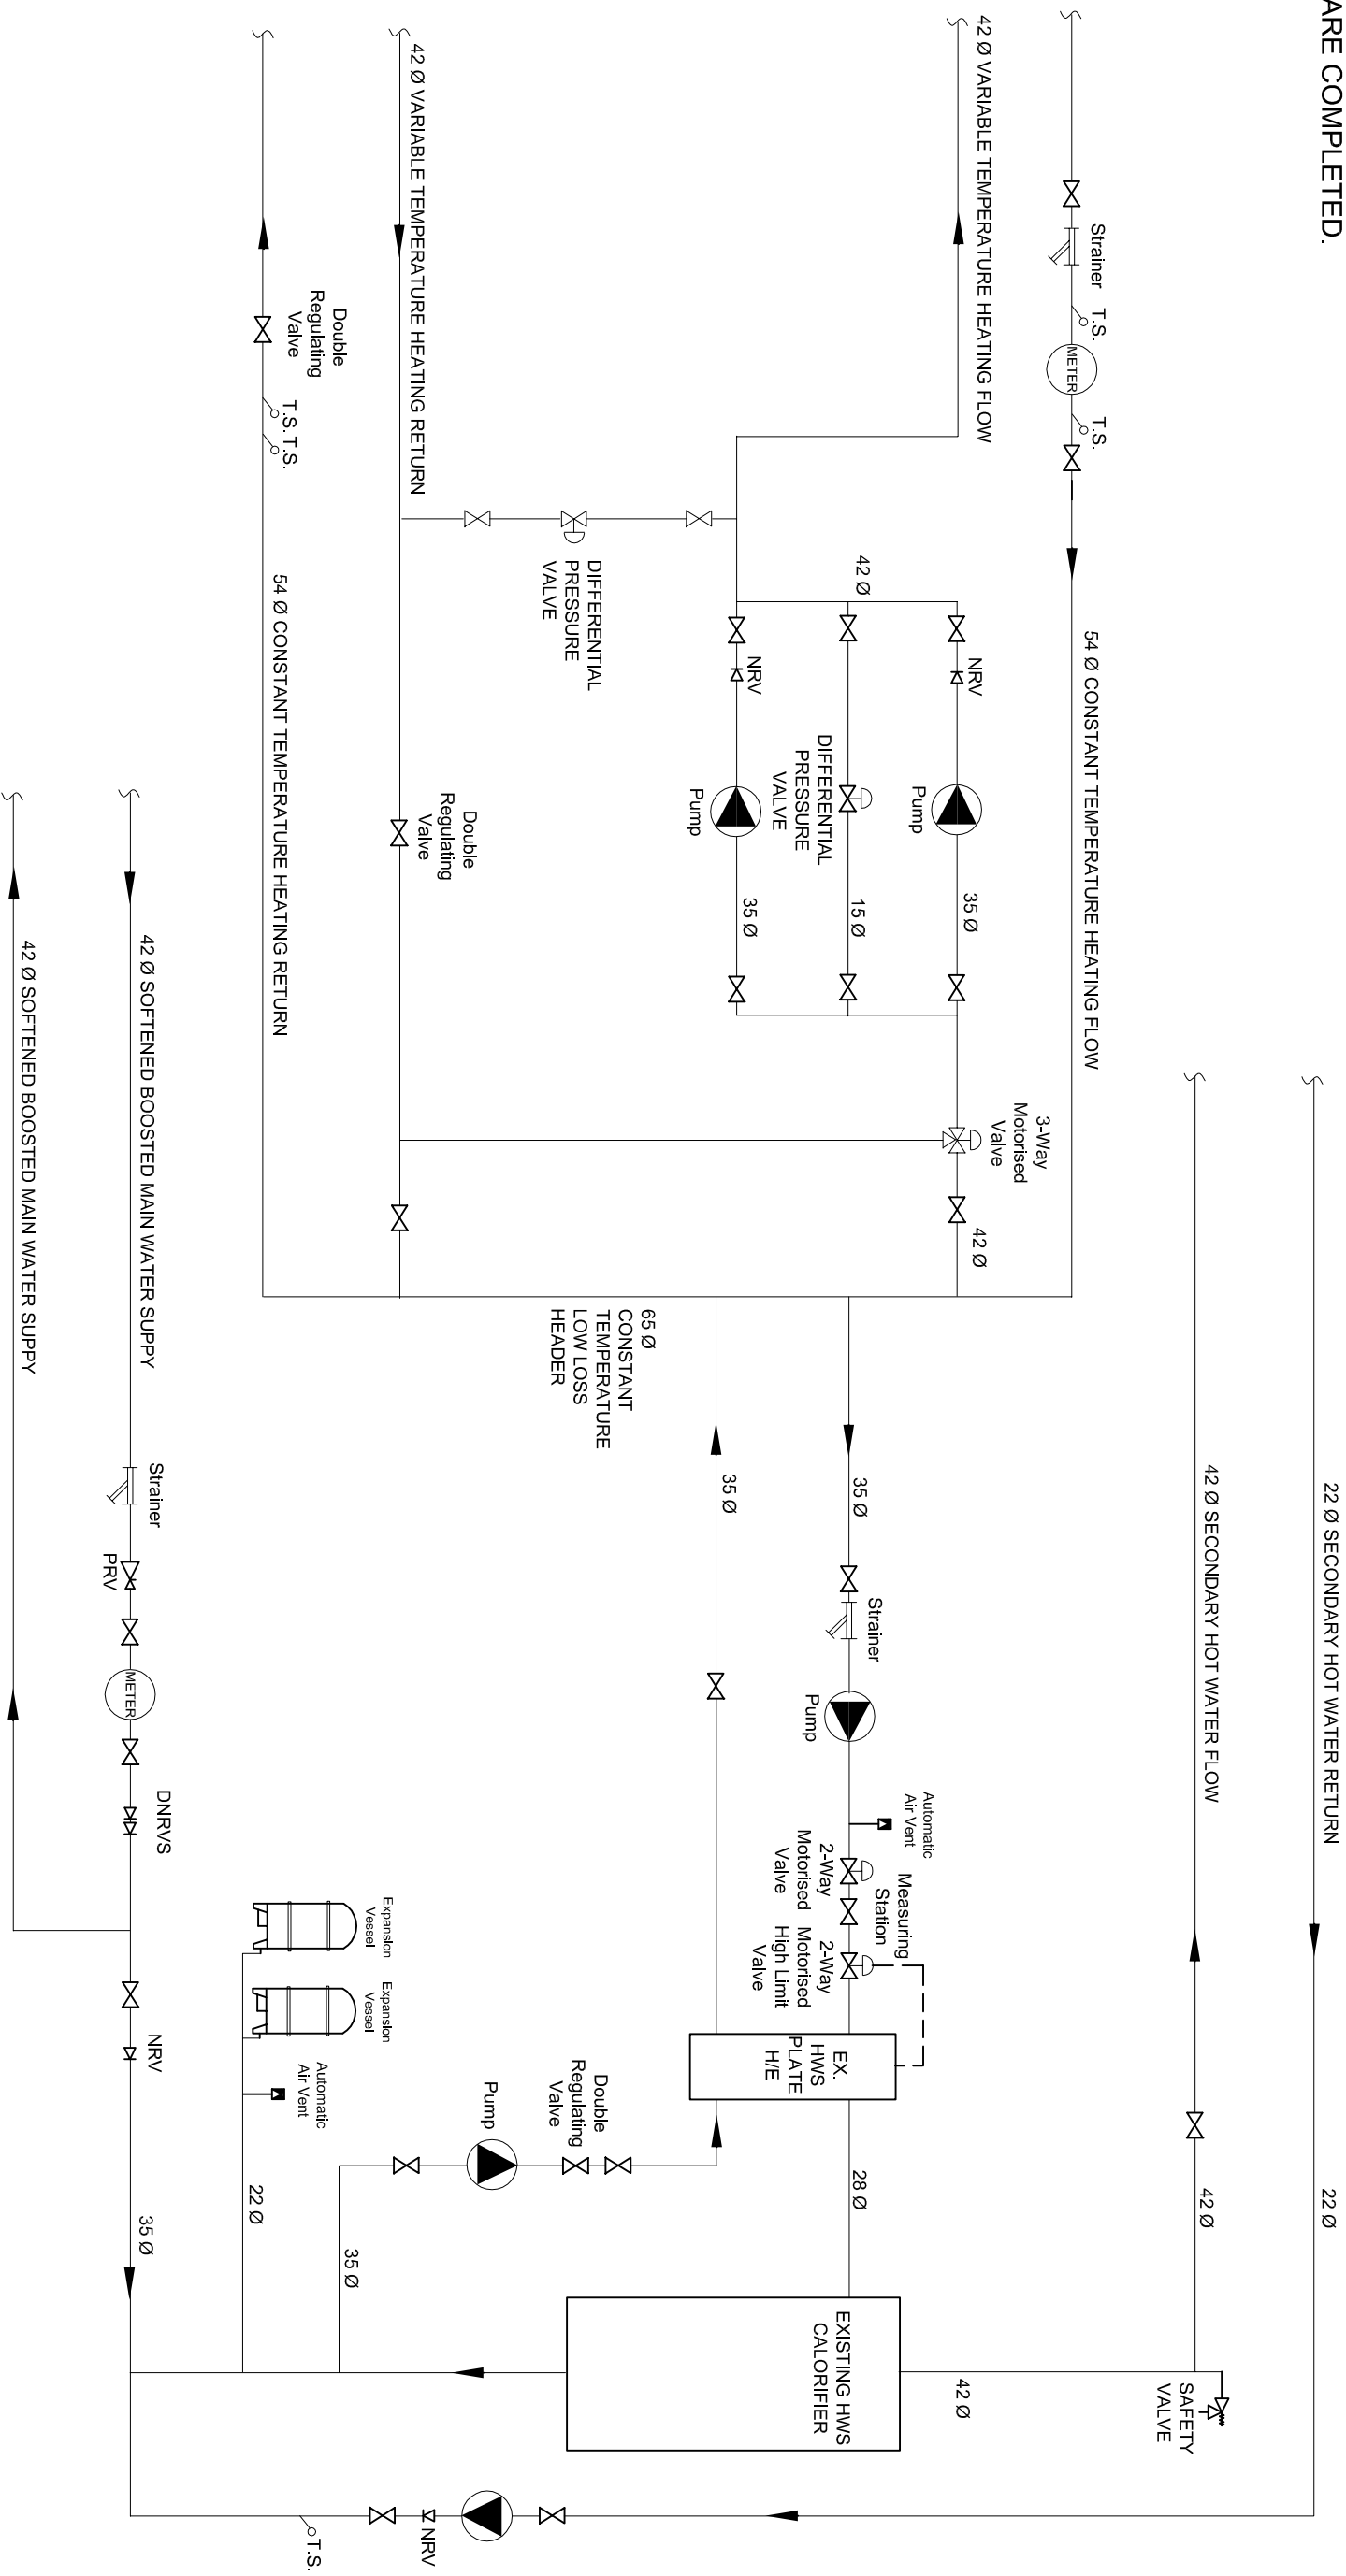 ARE COMPLETED.
22 Ø SECONDARY HOT WATER RETURN
22 Ø
42 Ø SECONDARY HOT WATER FLOW
42 Ø
SAFETY
VALVE
42 Ø
Strainer
T.S.
METER
T.S.
54 Ø CONSTANT TEMPERATURE HEATING FLOW
42 Ø VARIABLE TEMPERATURE HEATING FLOW
NRV
Pump
35 Ø
3-Way
Motorised
Valve
42 Ø
42 Ø
DIFFERENTIAL
PRESSURE
VALVE
15 Ø
NRV
Pump
35 Ø
DIFFERENTIAL
PRESSURE
VALVE
35 Ø
Strainer
Pump
Automatic
Air Vent
2-Way
Motorised
Valve
Measuring
Station
2-Way
Motorised
High Limit
Valve
EX.
HWS
PLATE
H/E
28 Ø
EXISTING HWS
CALORIFIER
35 Ø
65 Ø
CONSTANT
TEMPERATURE
LOW LOSS
HEADER
Double
Regulating
Valve
Pump
35 Ø
42 Ø VARIABLE TEMPERATURE HEATING RETURN
Double
Regulating
Valve
Double
Regulating
Valve
T.S.
T.S.
54 Ø CONSTANT TEMPERATURE HEATING RETURN
Expansion
Vessel
Expansion
Vessel
Automatic
Air Vent
22 Ø
T.S.
NRV
42 Ø SOFTENED BOOSTED MAIN WATER SUPPY
Strainer
PRV
METER
DNRVS
NRV
35 Ø
42 Ø SOFTENED BOOSTED MAIN WATER SUPPY